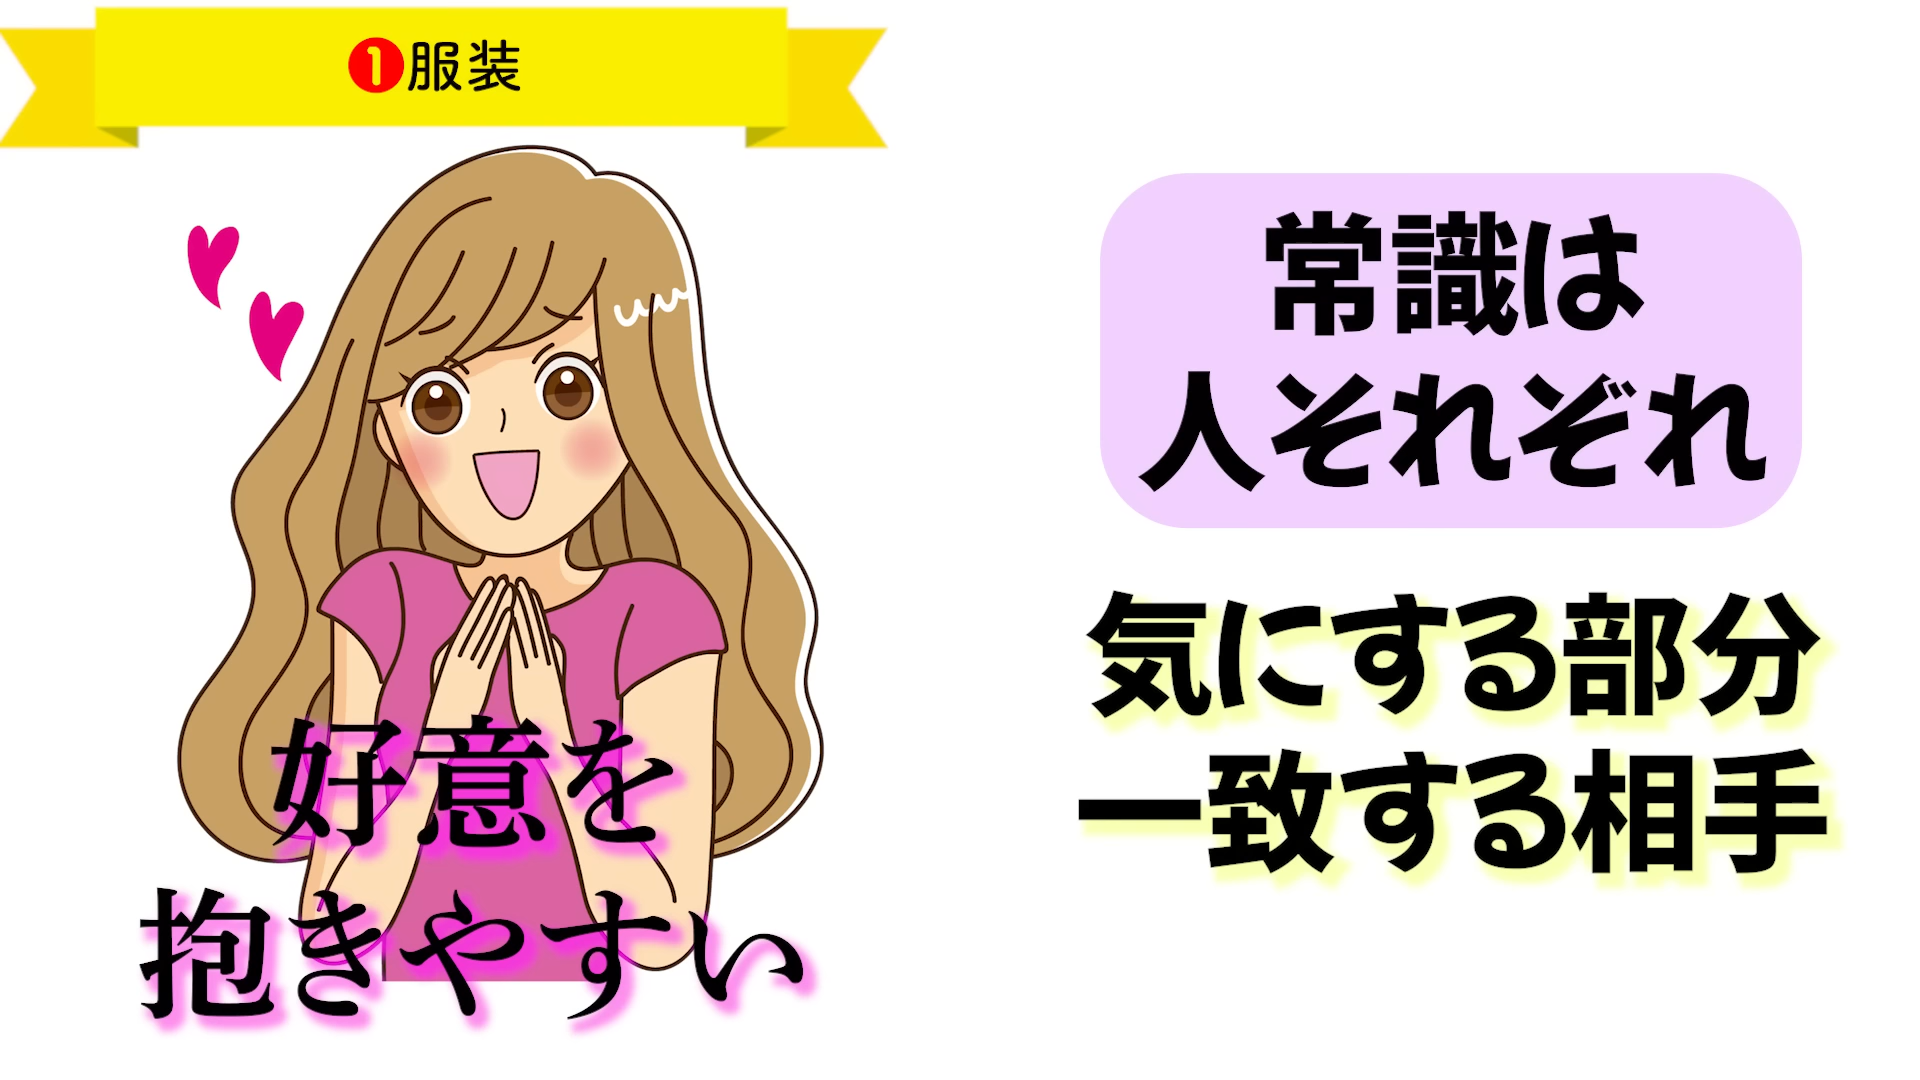 ❶服装
常識は
人それぞれ
気にする部分
一致する相手
好意を
抱きやすい